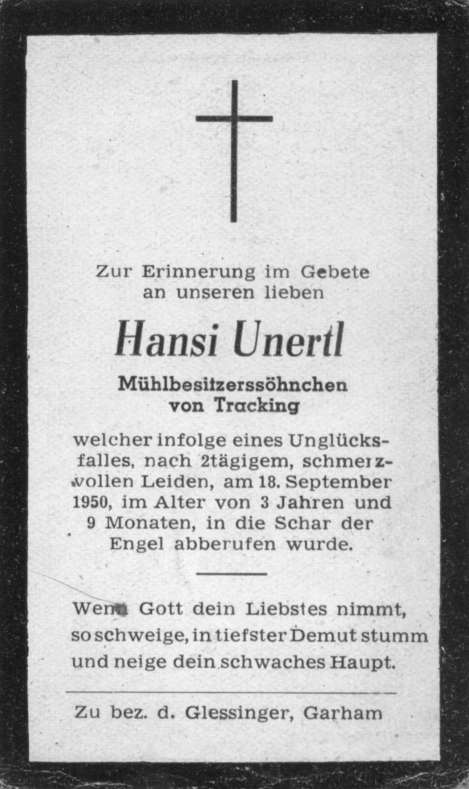 Zur Erinnerung im Gebete
an unseren lieben
Hansi Unertl
Mühlbesitzerssöhnchen
von Tracking
welcher infolge eines Unglücks-
falles, nach 2tägigem, schmerz-
vollen Leiden, am 18. September
1950, im Alter von 3 Jahren und
9 Monaten, in die Schar der
Engel abberufen wurde.
Wenn Gott dein Liebstes nimmt,
so schweige, in tiefster Demut stumm
und neige dein schwaches Haupt.
Zu bez. d. Glessinger, Garham